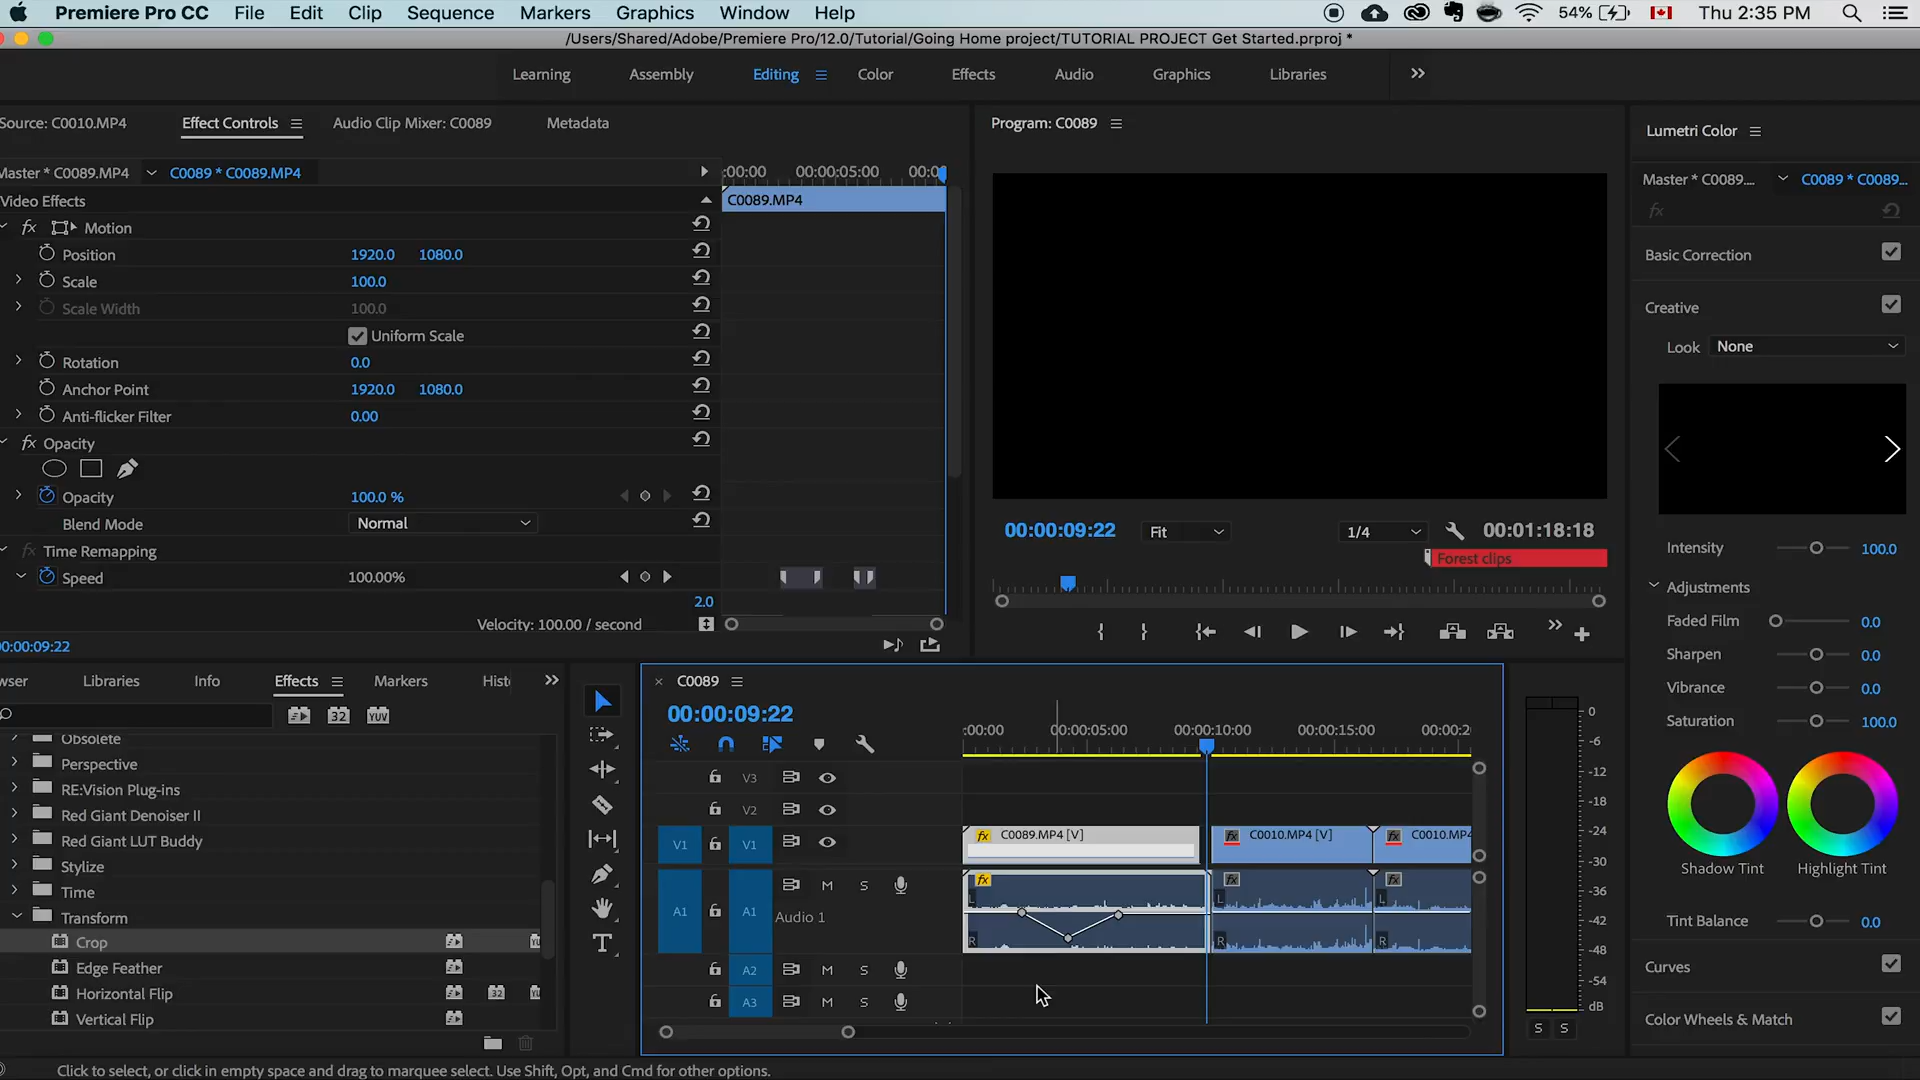 Premiere Pro CC File Edit Clip Sequence Markers Graphics Window Help 54% Thu 2:35 PM
/Users/Shared/Adobe/Premiere Pro/12.0/Tutorial/Going Home project/TUTORIAL PROJECT Get Started.prproj *
Learning Assembly Editing Color Effects Audio Graphics Libraries
Source: C0010.MP4 Effect Controls Audio Clip Mixer: C0089 Metadata
Program: C0089
Lumetri Color
Master * C0089.MP4 C0089 * C0089.MP4 :00:00 00:00:05:00 00:0
Master * C0089.... C0089 * C0089...
Video Effects
C0089.MP4
fx Motion
Position 1920.0 1080.0
Scale 100.0
Scale Width 100.0
Uniform Scale
Rotation 0.0
Anchor Point 1920.0 1080.0
Anti-flicker Filter 0.00
fx Opacity
Opacity 100.0 %
Blend Mode Normal
fx Time Remapping
Speed 100.00%
2.0
Velocity: 100.00 / second
00:00:09:22
00:00:09:22 Fit 1/4 00:01:18:18
Forest clips
fx
Basic Correction
Creative
Look None
Intensity 100.0
Adjustments
Faded Film 0.0
Sharpen 0.0
Vibrance 0.0
Saturation 100.0
Shadow Tint Highlight Tint
Tint Balance 0.0
Curves
Color Wheels & Match
wser Libraries Info Effects Markers Hist
32 YUV
Obsolete
Perspective
RE:Vision Plug-ins
Red Giant Denoiser II
Red Giant LUT Buddy
Stylize
Time
Transform
Crop
Edge Feather
Horizontal Flip 32
Vertical Flip
C0089
00:00:09:22
:00:00 00:00:05:00 00:00:10:00 00:00:15:00 00:00:2
V3
V2
V1 V1 fx C0089.MP4 [V] fx C0010.MP4 [V] fx C0010.MP4
A1 A1 M S Audio 1 fx L R fx L R fx L R
A2 M S
A3 M S
0
-6
-12
-18
-24
-30
-36
-42
-48
-54
dB
S S
Click to select, or click in empty space and drag to marquee select. Use Shift, Opt, and Cmd for other options.